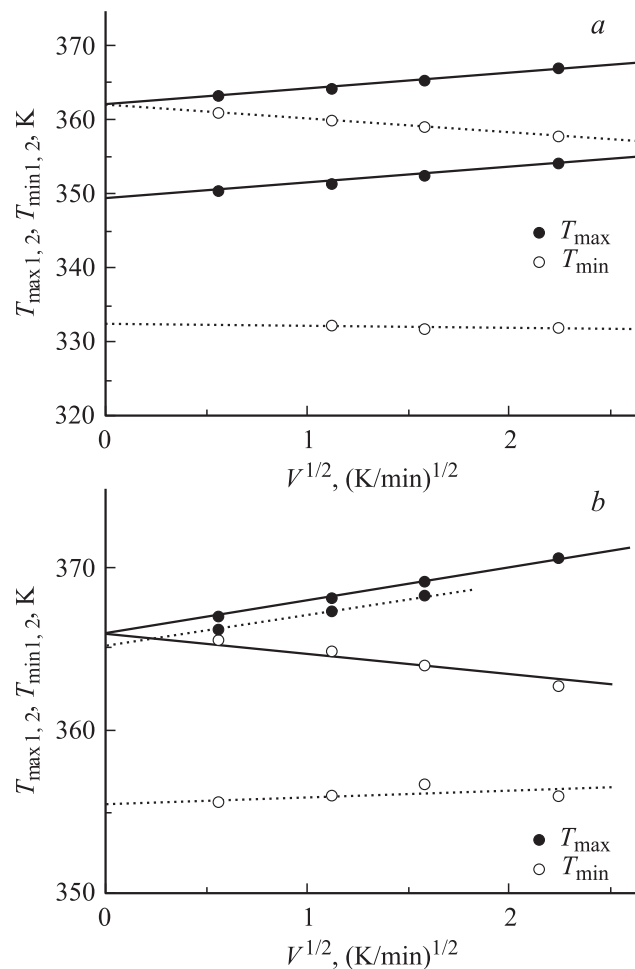 a
370
360
350
340
330
320
T_max 1, 2, T_min 1, 2, K
T_max
T_min
0
1
2
V^1/2, (K/min)^1/2
b
370
360
350
T_max 1, 2, T_min 1, 2, K
T_max
T_min
0
1
2
V^1/2, (K/min)^1/2